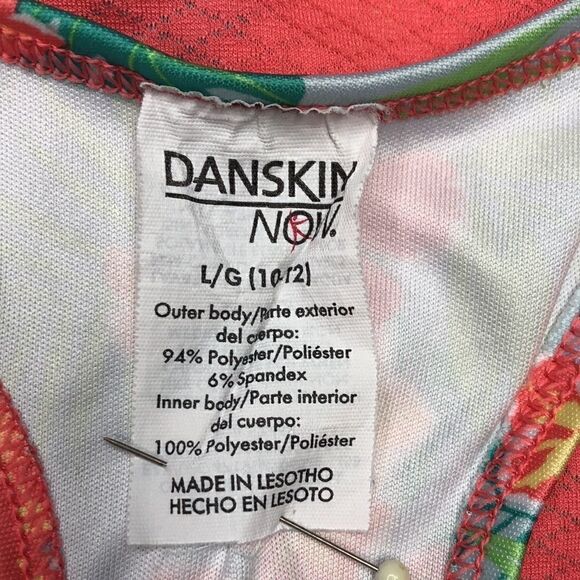 DANSKIN
NOW.
L/G (10-12)
Outer body/Parte exterior
del cuerpo:
94% Polyester/Poliéster
6% Spandex
Inner body/Parte interior
del cuerpo:
100% Polyester/Poliéster
MADE IN LESOTHO
HECHO EN LESOTO